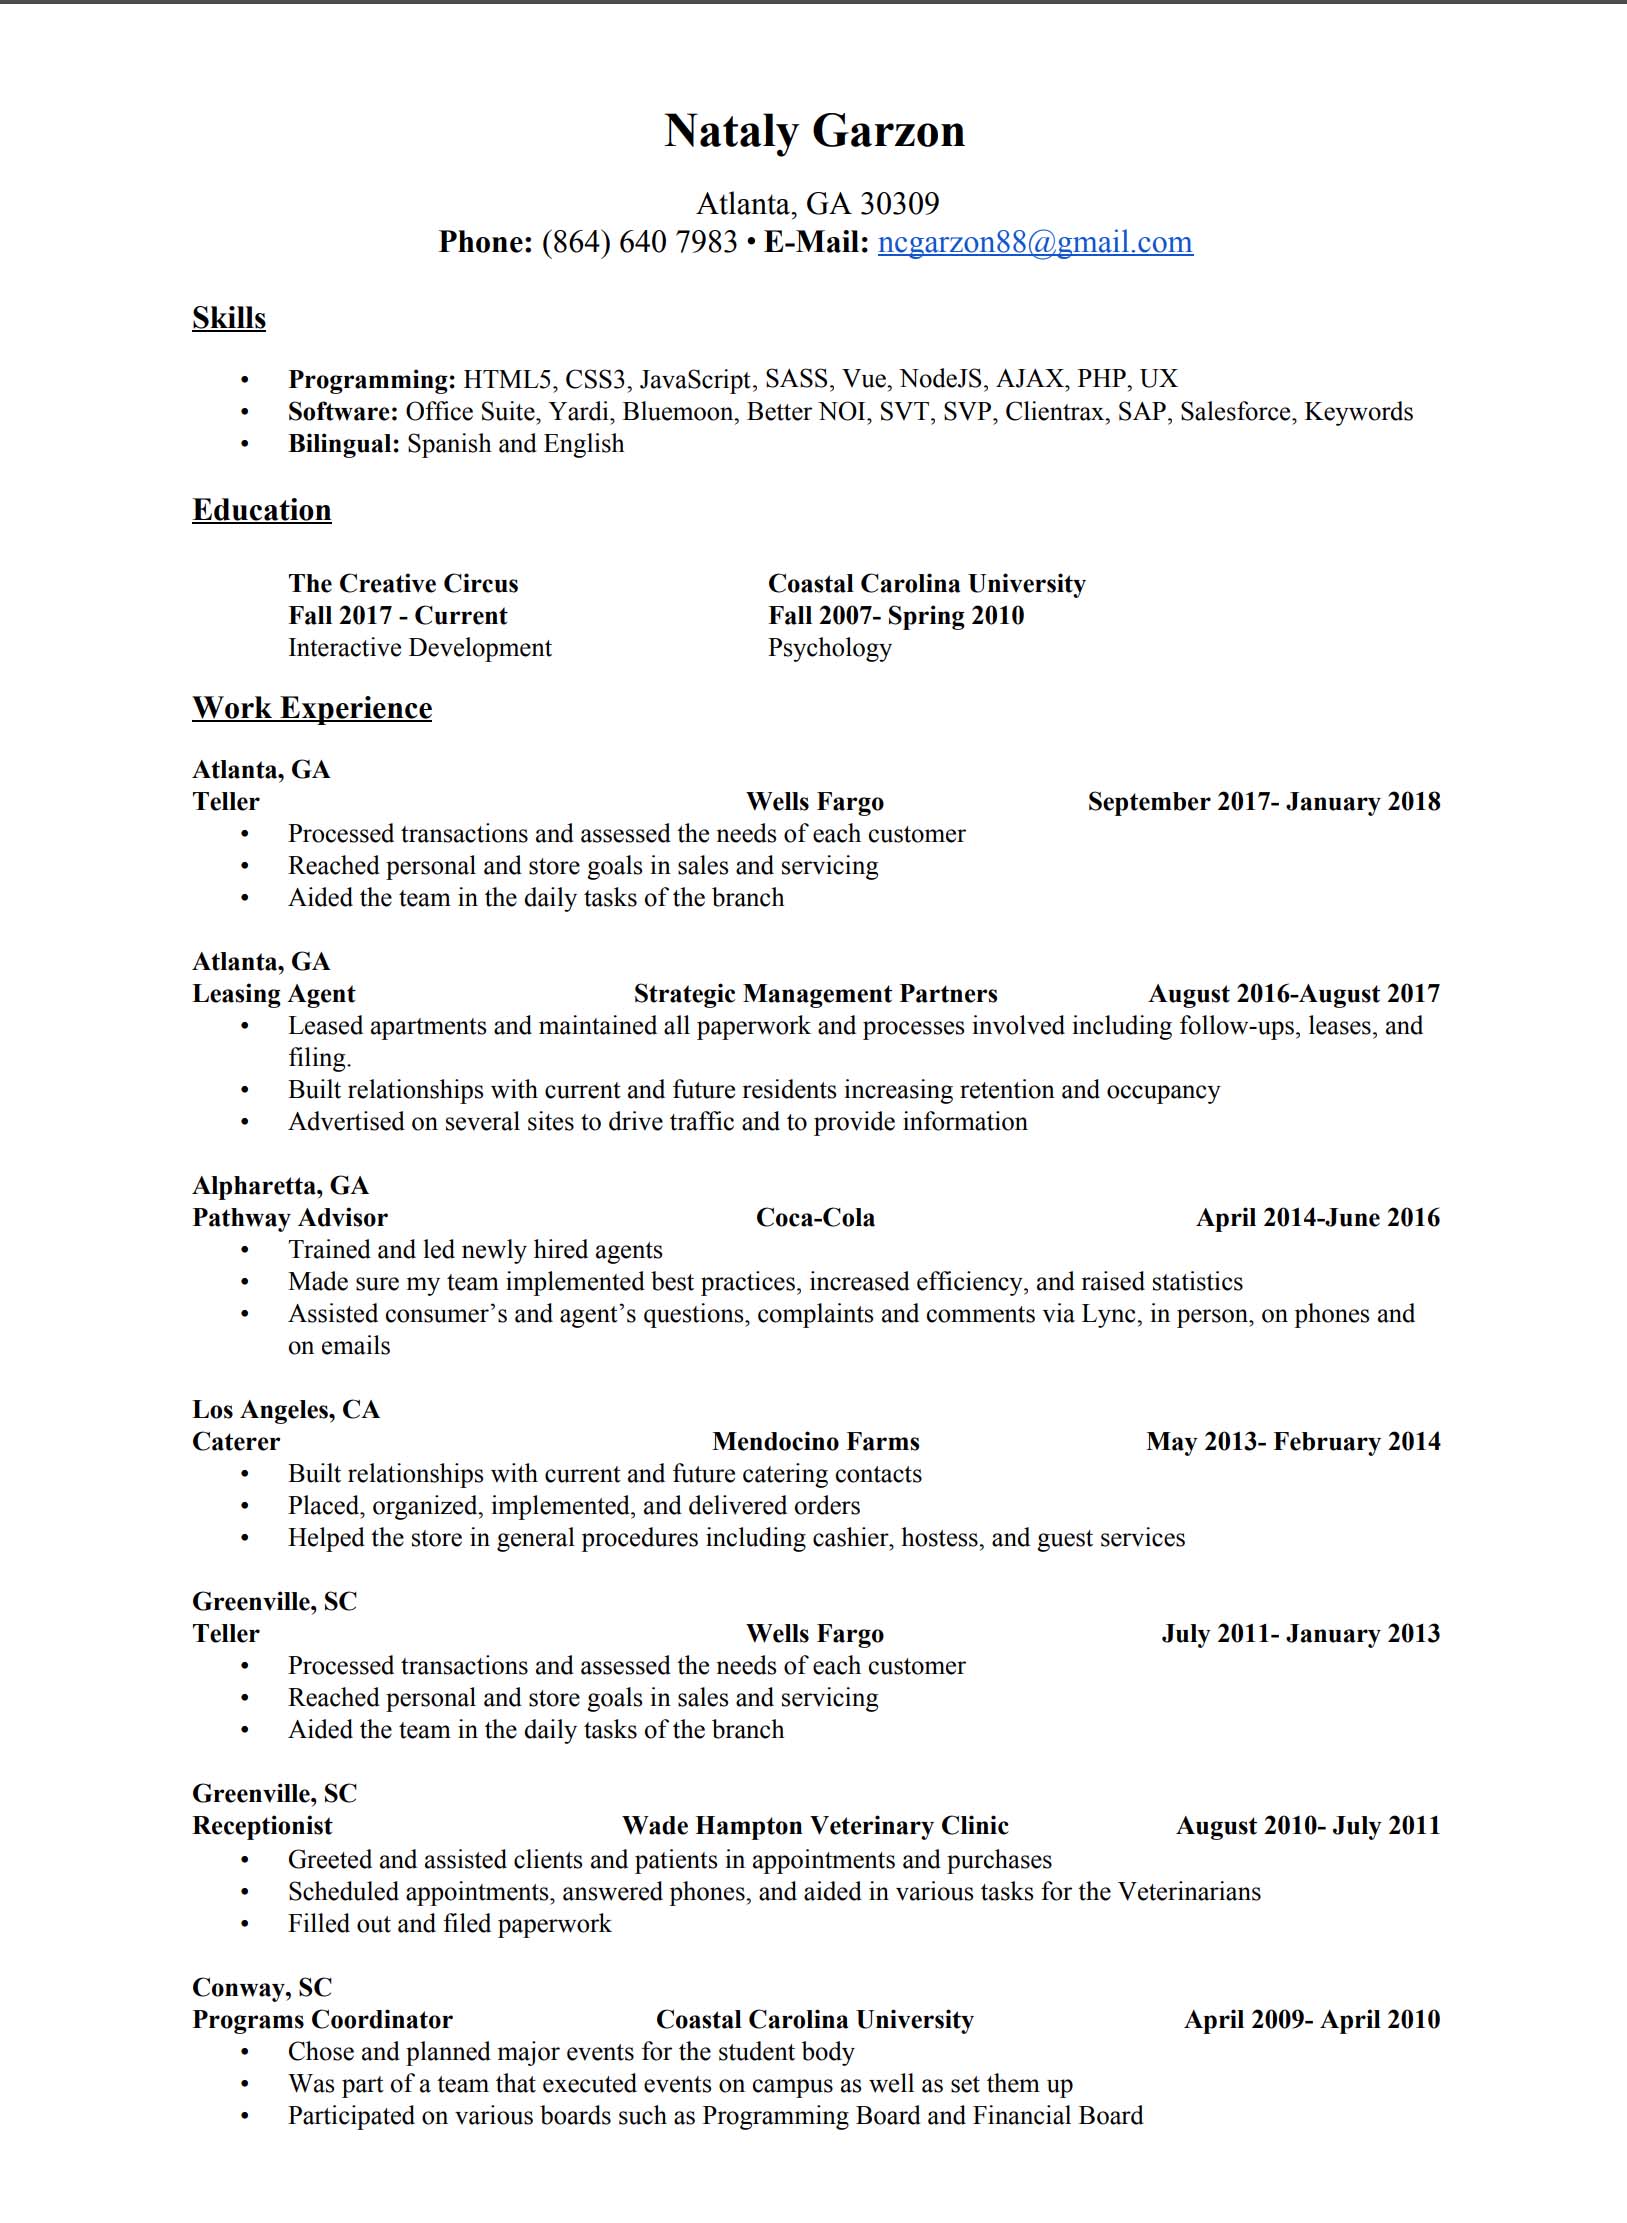 Nataly Garzon
Atlanta, GA 30309
Phone: (864) 640 7983 • E-Mail: ncgarzon88@gmail.com
Skills
• Programming: HTML5, CSS3, JavaScript, SASS, Vue, NodeJS, AJAX, PHP, UX
• Software: Office Suite, Yardi, Bluemoon, Better NOI, SVT, SVP, Clientrax, SAP, Salesforce, Keywords
• Bilingual: Spanish and English
Education
The Creative Circus Coastal Carolina University
Fall 2017 - Current Fall 2007- Spring 2010
Interactive Development Psychology
Work Experience
Atlanta, GA
Teller Wells Fargo September 2017- January 2018
• Processed transactions and assessed the needs of each customer
• Reached personal and store goals in sales and servicing
• Aided the team in the daily tasks of the branch
Atlanta, GA
Leasing Agent Strategic Management Partners August 2016-August 2017
• Leased apartments and maintained all paperwork and processes involved including follow-ups, leases, and
filing.
• Built relationships with current and future residents increasing retention and occupancy
• Advertised on several sites to drive traffic and to provide information
Alpharetta, GA
Pathway Advisor Coca-Cola April 2014-June 2016
• Trained and led newly hired agents
• Made sure my team implemented best practices, increased efficiency, and raised statistics
• Assisted consumer’s and agent’s questions, complaints and comments via Lync, in person, on phones and
on emails
Los Angeles, CA
Caterer Mendocino Farms May 2013- February 2014
• Built relationships with current and future catering contacts
• Placed, organized, implemented, and delivered orders
• Helped the store in general procedures including cashier, hostess, and guest services
Greenville, SC
Teller Wells Fargo July 2011- January 2013
• Processed transactions and assessed the needs of each customer
• Reached personal and store goals in sales and servicing
• Aided the team in the daily tasks of the branch
Greenville, SC
Receptionist Wade Hampton Veterinary Clinic August 2010- July 2011
• Greeted and assisted clients and patients in appointments and purchases
• Scheduled appointments, answered phones, and aided in various tasks for the Veterinarians
• Filled out and filed paperwork
Conway, SC
Programs Coordinator Coastal Carolina University April 2009- April 2010
• Chose and planned major events for the student body
• Was part of a team that executed events on campus as well as set them up
• Participated on various boards such as Programming Board and Financial Board